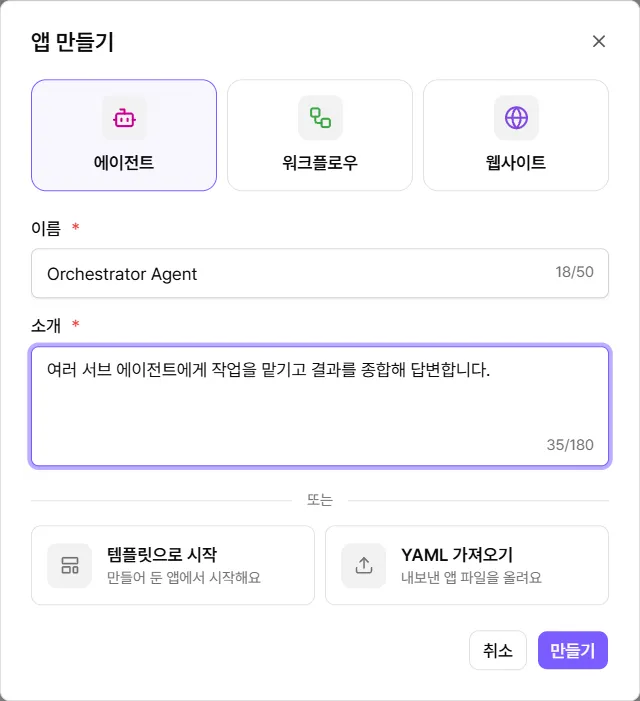 앱 만들기
에이전트
워크플로우
웹사이트
이름 *
Orchestrator Agent
18/50
소개 *
여러 서브 에이전트에게 작업을 맡기고 결과를 종합해 답변합니다.
35/180
또는
템플릿으로 시작
만들어 둔 앱에서 시작해요
YAML 가져오기
내보낸 앱 파일을 올려요
취소
만들기